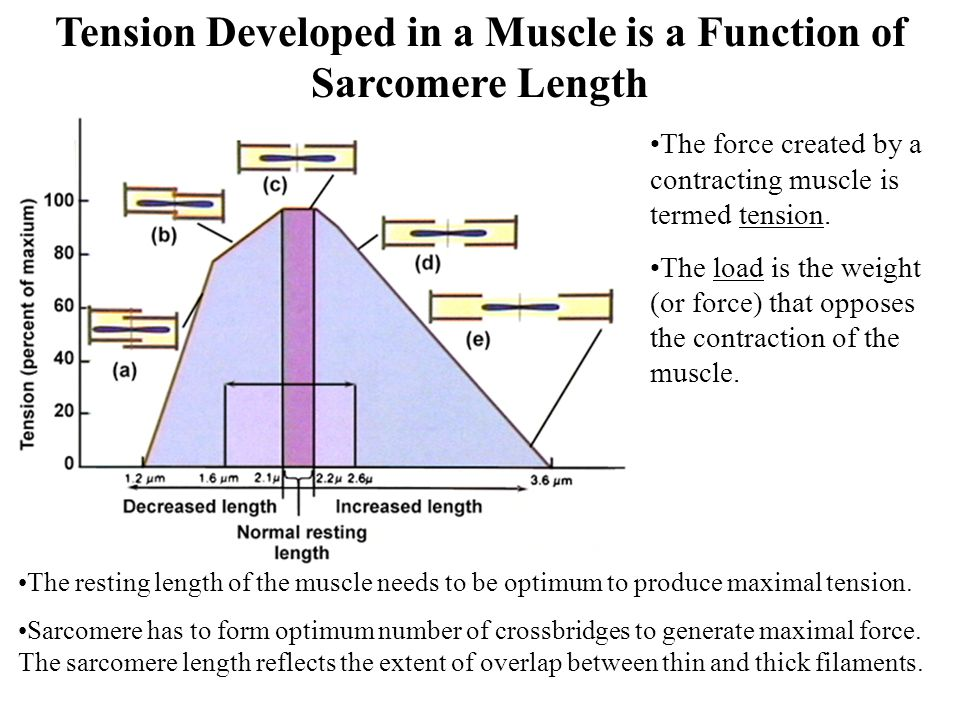 Tension Developed in a Muscle is a Function of
Sarcomere Length
•The force created by a
contracting muscle is
termed tension.
•The load is the weight
(or force) that opposes
the contraction of the
muscle.
Tension (percent of maxium)
100
80
60
40
20
0
(a)
(b)
(c)
(d)
(e)
1.2 µm
1.6 µm
2.1µ
2.2µ
2.6µ
3.6 µm
Decreased length
Increased length
Normal resting
length
•The resting length of the muscle needs to be optimum to produce maximal tension.
•Sarcomere has to form optimum number of crossbridges to generate maximal force.
The sarcomere length reflects the extent of overlap between thin and thick filaments.